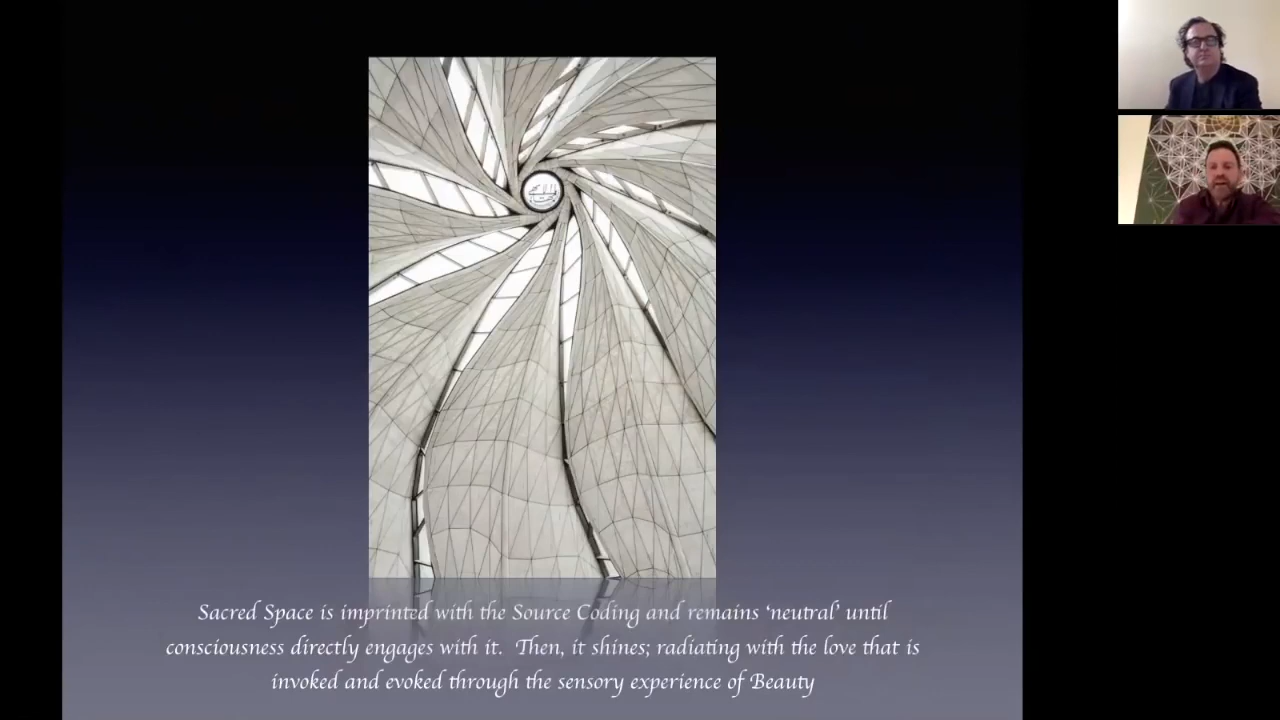 Sacred Space is imprinted with the Source Coding and remains ‘neutral’ until
consciousness directly engages with it. Then, it shines; radiating with the love that is
invoked and evoked through the sensory experience of Beauty